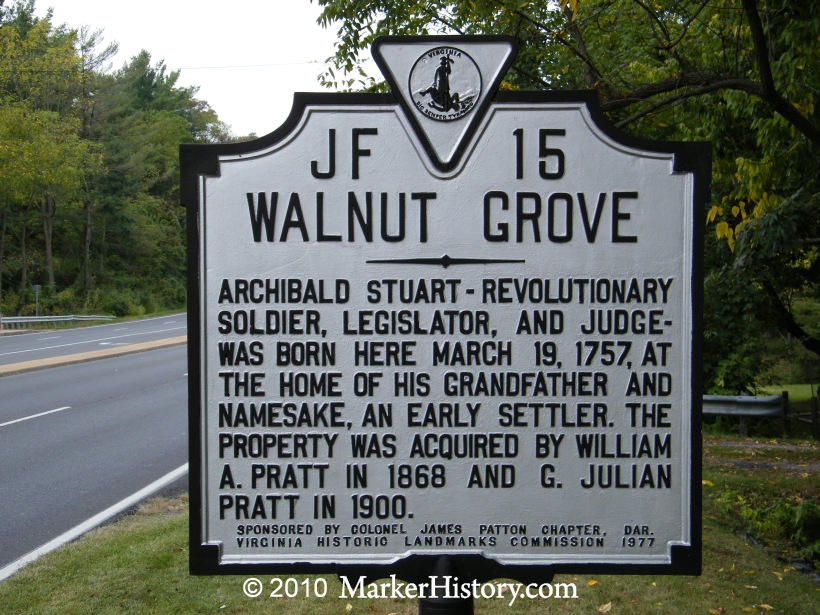 VIRGINIA
SIC SEMPER TYRANNIS
JF 15
WALNUT GROVE
ARCHIBALD STUART - REVOLUTIONARY
SOLDIER, LEGISLATOR, AND JUDGE-
WAS BORN HERE MARCH 19, 1757, AT
THE HOME OF HIS GRANDFATHER AND
NAMESAKE, AN EARLY SETTLER. THE
PROPERTY WAS ACQUIRED BY WILLIAM
A. PRATT IN 1868 AND G. JULIAN
PRATT IN 1900.
SPONSORED BY COLONEL JAMES PATTON CHAPTER, DAR.
VIRGINIA HISTORIC LANDMARKS COMMISSION 1977
© 2010 MarkerHistory.com